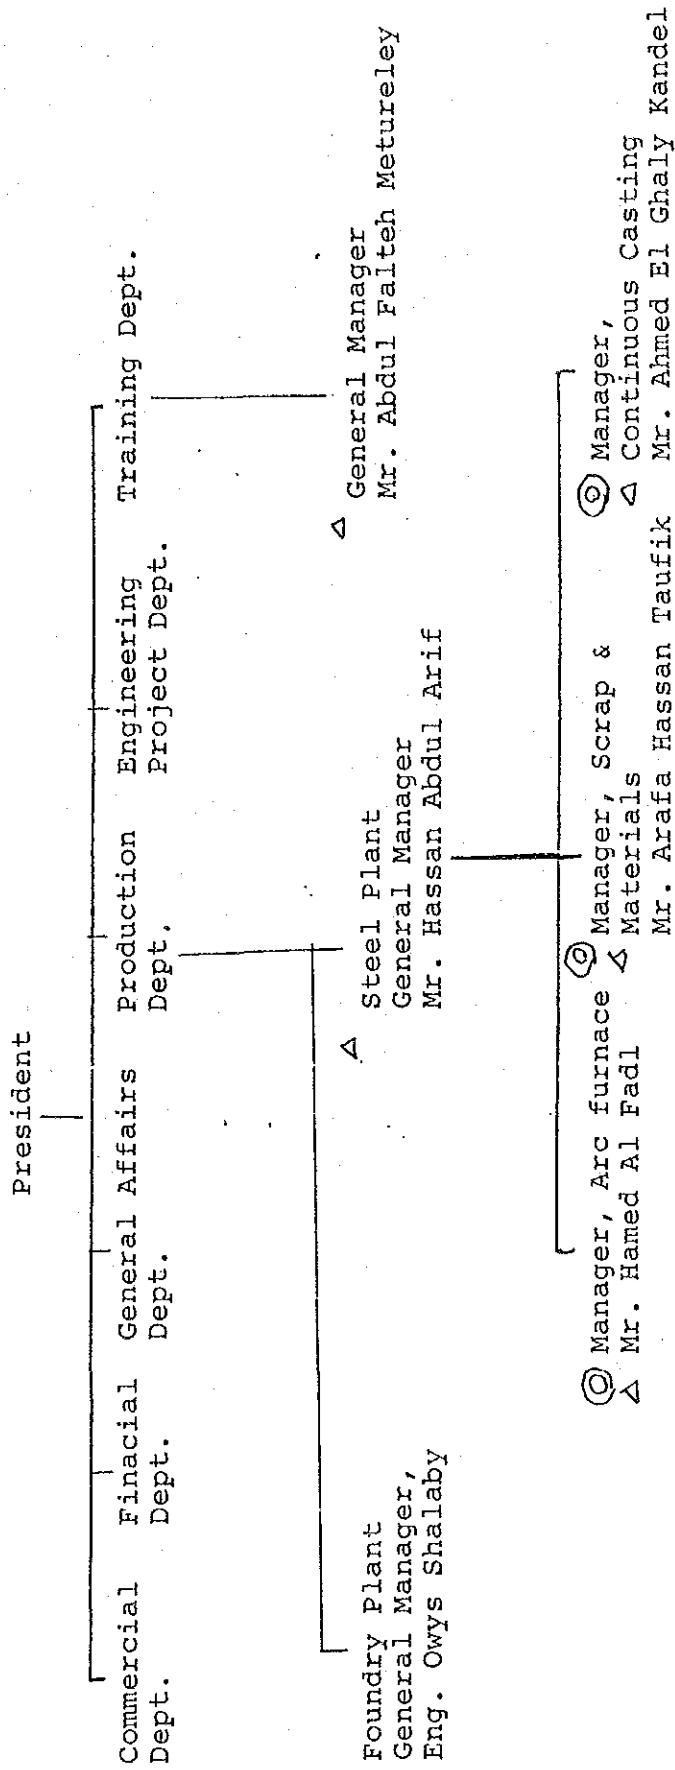 President
Commercial Dept.
Finacial Dept.
General Affairs Dept.
Production Dept.
Engineering Project Dept.
Training Dept.
Foundry Plant
General Manager,
Eng. Owys Shalaby
△ Steel Plant
General Manager
Mr. Hassan Abdul Arif
△ General Manager
Mr. Abdul Falteh Metureley
◎ Manager, Arc furnace
△ Mr. Hamed Al Fadl
◎ Manager, Scrap &
△ Materials
Mr. Arafa Hassan Taufik
◎ Manager,
△ Continuous Casting
Mr. Ahmed El Ghaly Kandel